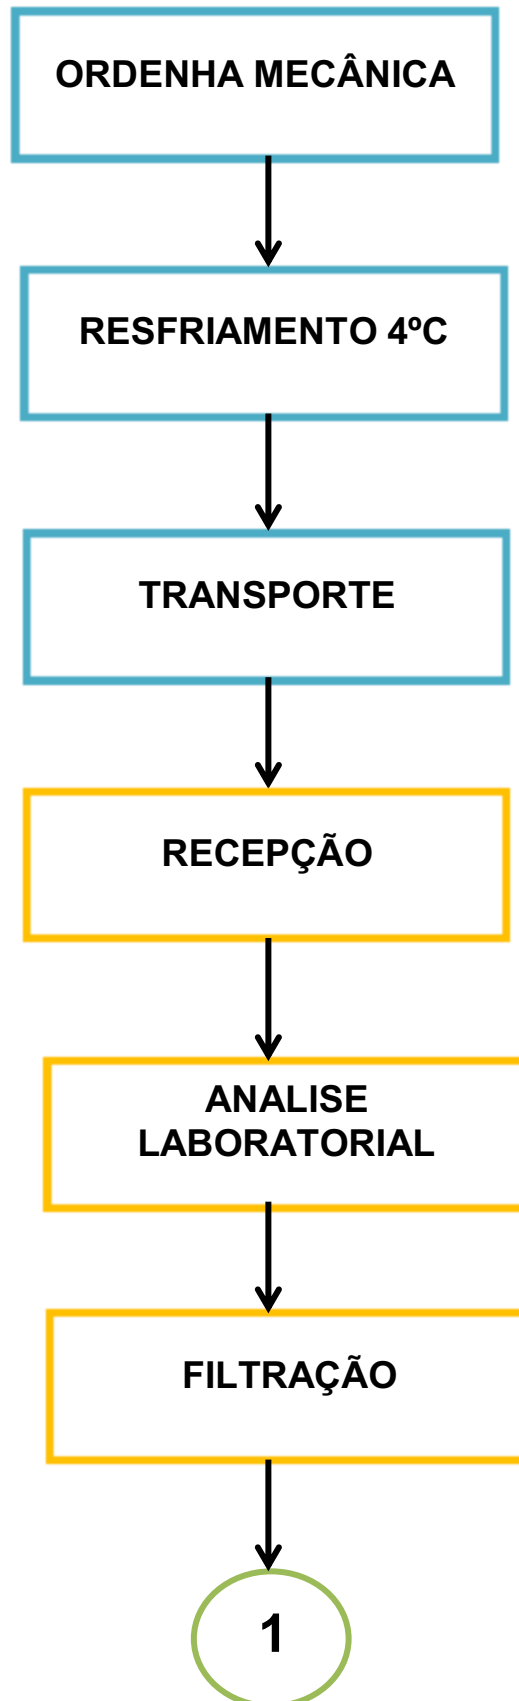 ORDENHA MECÂNICA
RESFRIAMENTO 4ºC
TRANSPORTE
RECEPÇÃO
ANALISE
LABORATORIAL
FILTRAÇÃO
1